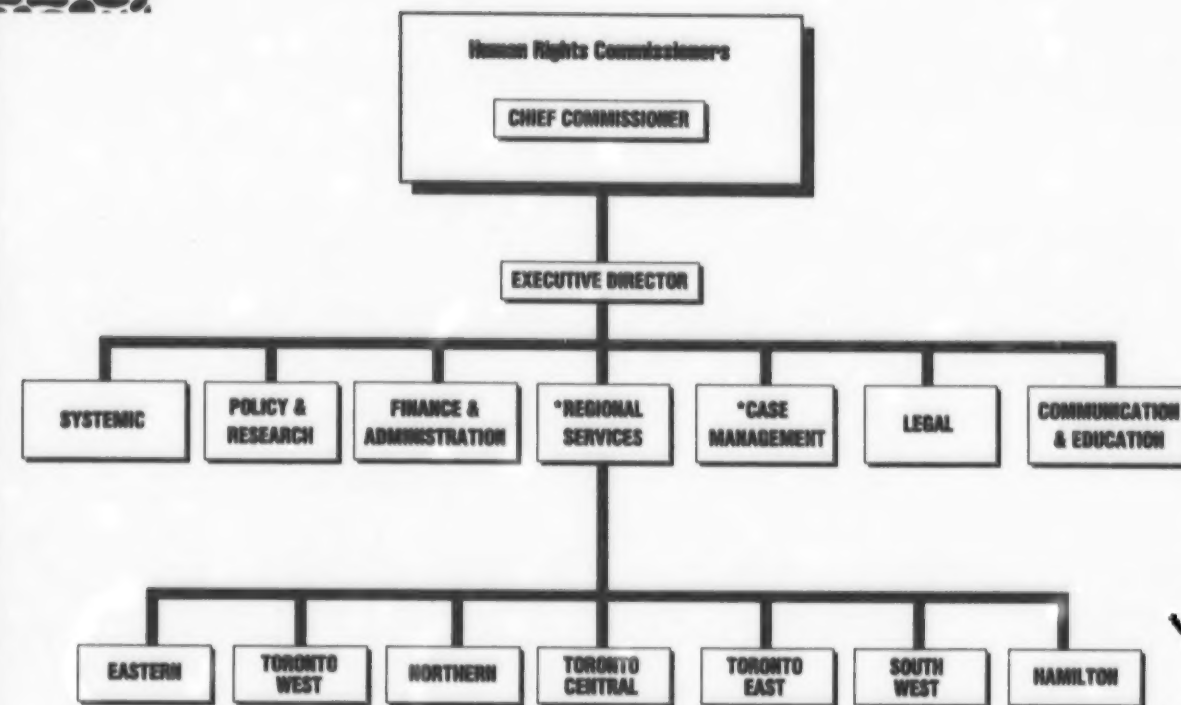 Human Rights Commissioners
CHIEF COMMISSIONER
EXECUTIVE DIRECTOR
SYSTEMIC
POLICY &
RESEARCH
FINANCE &
ADMINISTRATION
*REGIONAL
SERVICES
*CASE
MANAGEMENT
LEGAL
COMMUNICATION
& EDUCATION
EASTERN
TORONTO
WEST
NORTHERN
TORONTO
CENTRAL
TORONTO
EAST
SOUTH
WEST
HAMILTON